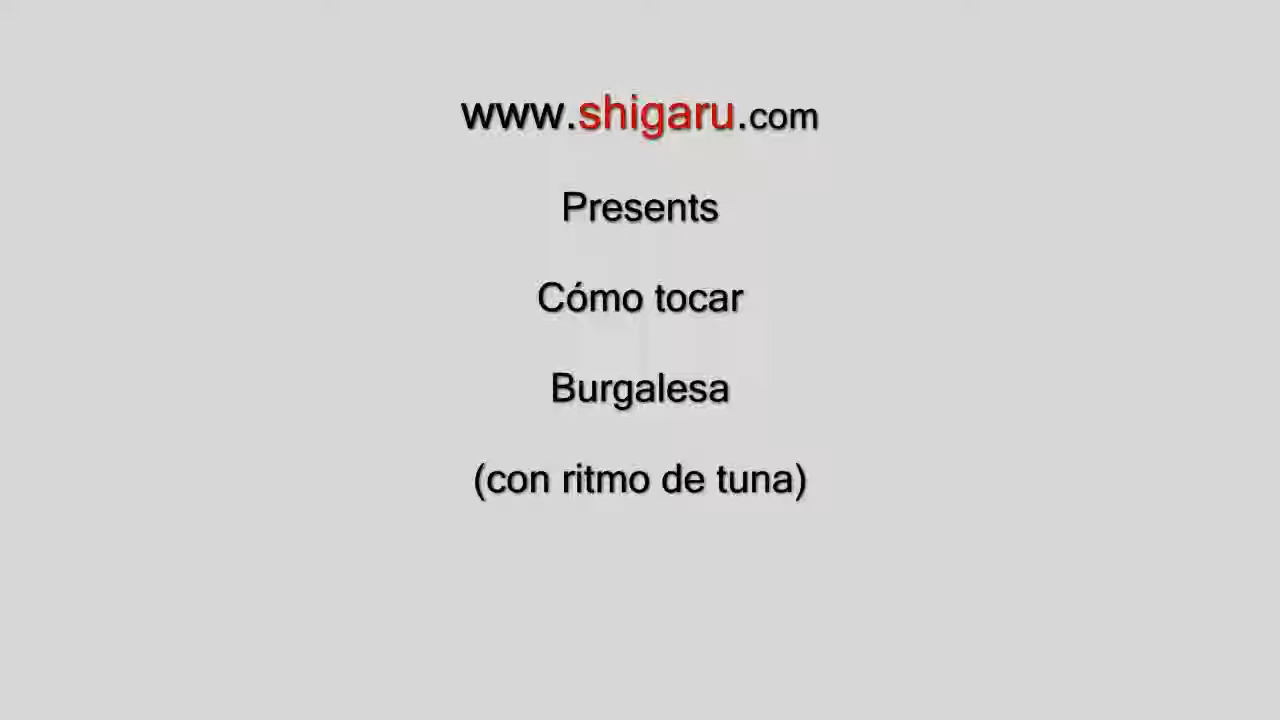 www.shigaru.com
Presents
Cómo tocar
Burgalesa
(con ritmo de tuna)